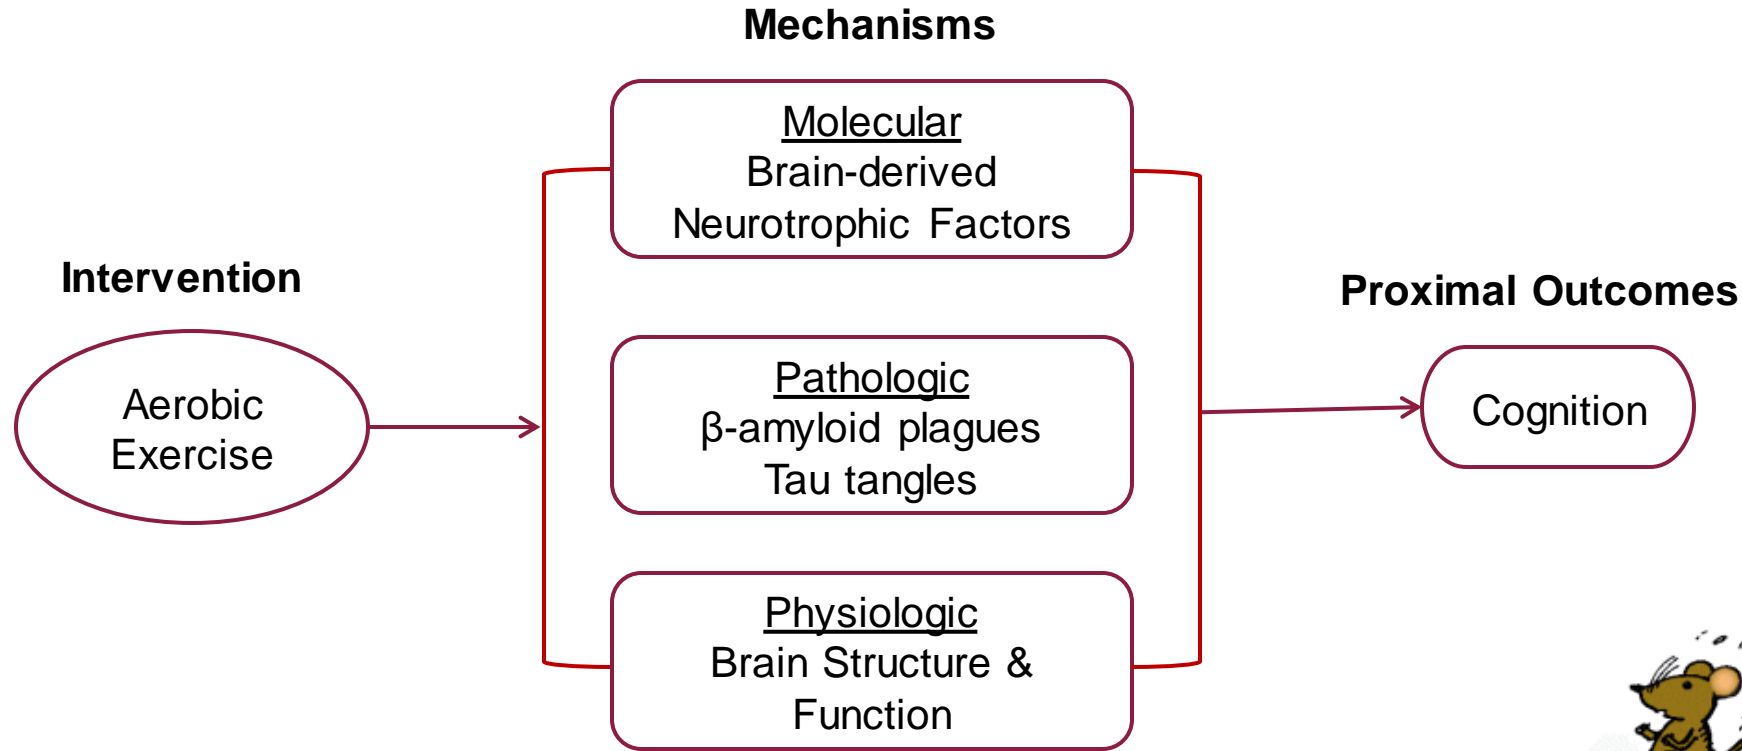 Mechanisms
Molecular
Brain-derived
Neurotrophic Factors
Intervention
Aerobic
Exercise
Pathologic
β-amyloid plagues
Tau tangles
Proximal Outcomes
Cognition
Physiologic
Brain Structure &
Function